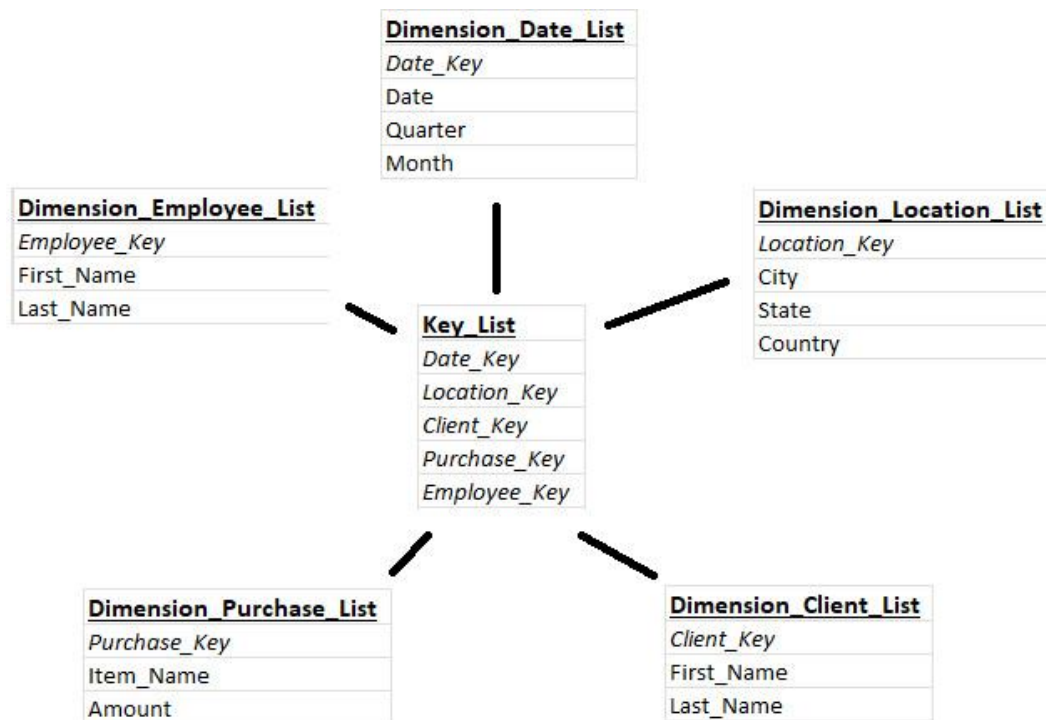 Dimension_Date_List
Date_Key
Date
Quarter
Month
Dimension_Employee_List
Employee_Key
First_Name
Last_Name
Dimension_Location_List
Location_Key
City
State
Country
Key_List
Date_Key
Location_Key
Client_Key
Purchase_Key
Employee_Key
Dimension_Purchase_List
Purchase_Key
Item_Name
Amount
Dimension_Client_List
Client_Key
First_Name
Last_Name